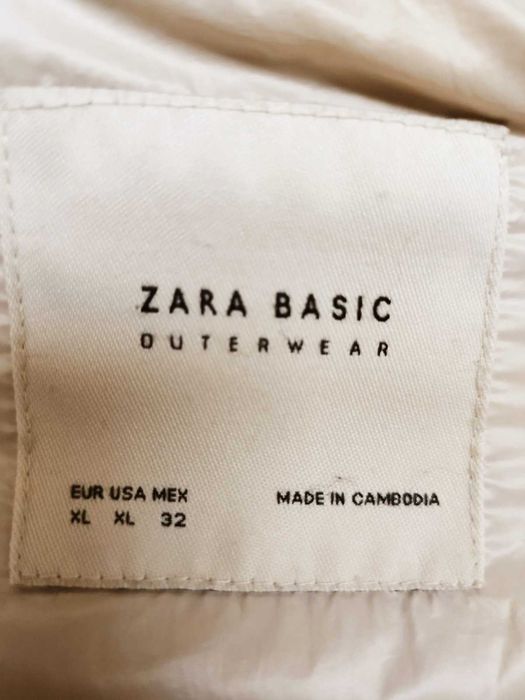 ZARA BASIC
OUTERWEAR
EUR USA MEX
XL XL 32
MADE IN CAMBODIA